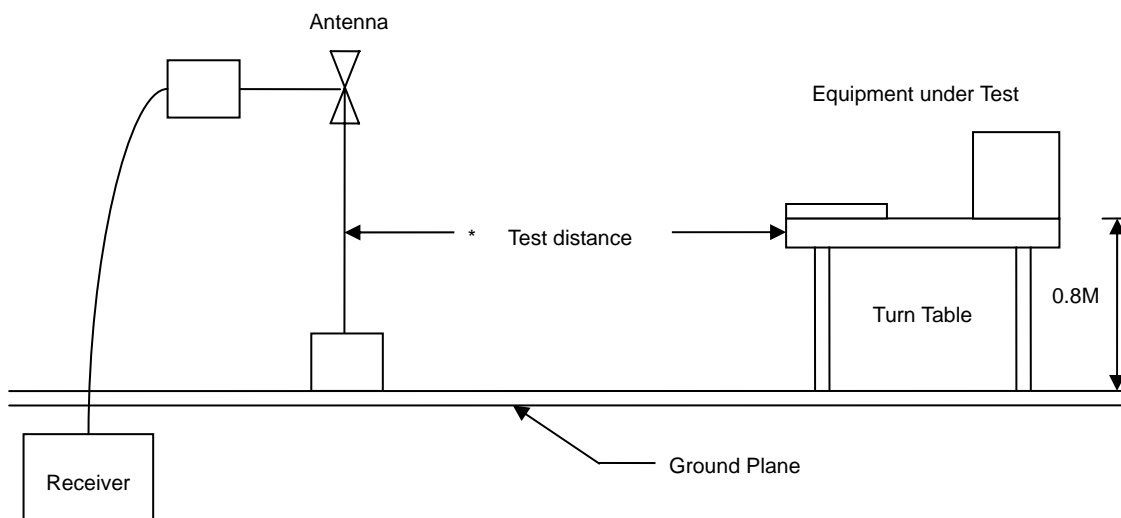 Antenna
Equipment under Test
* Test distance
0.8M
Turn Table
Ground Plane
Receiver